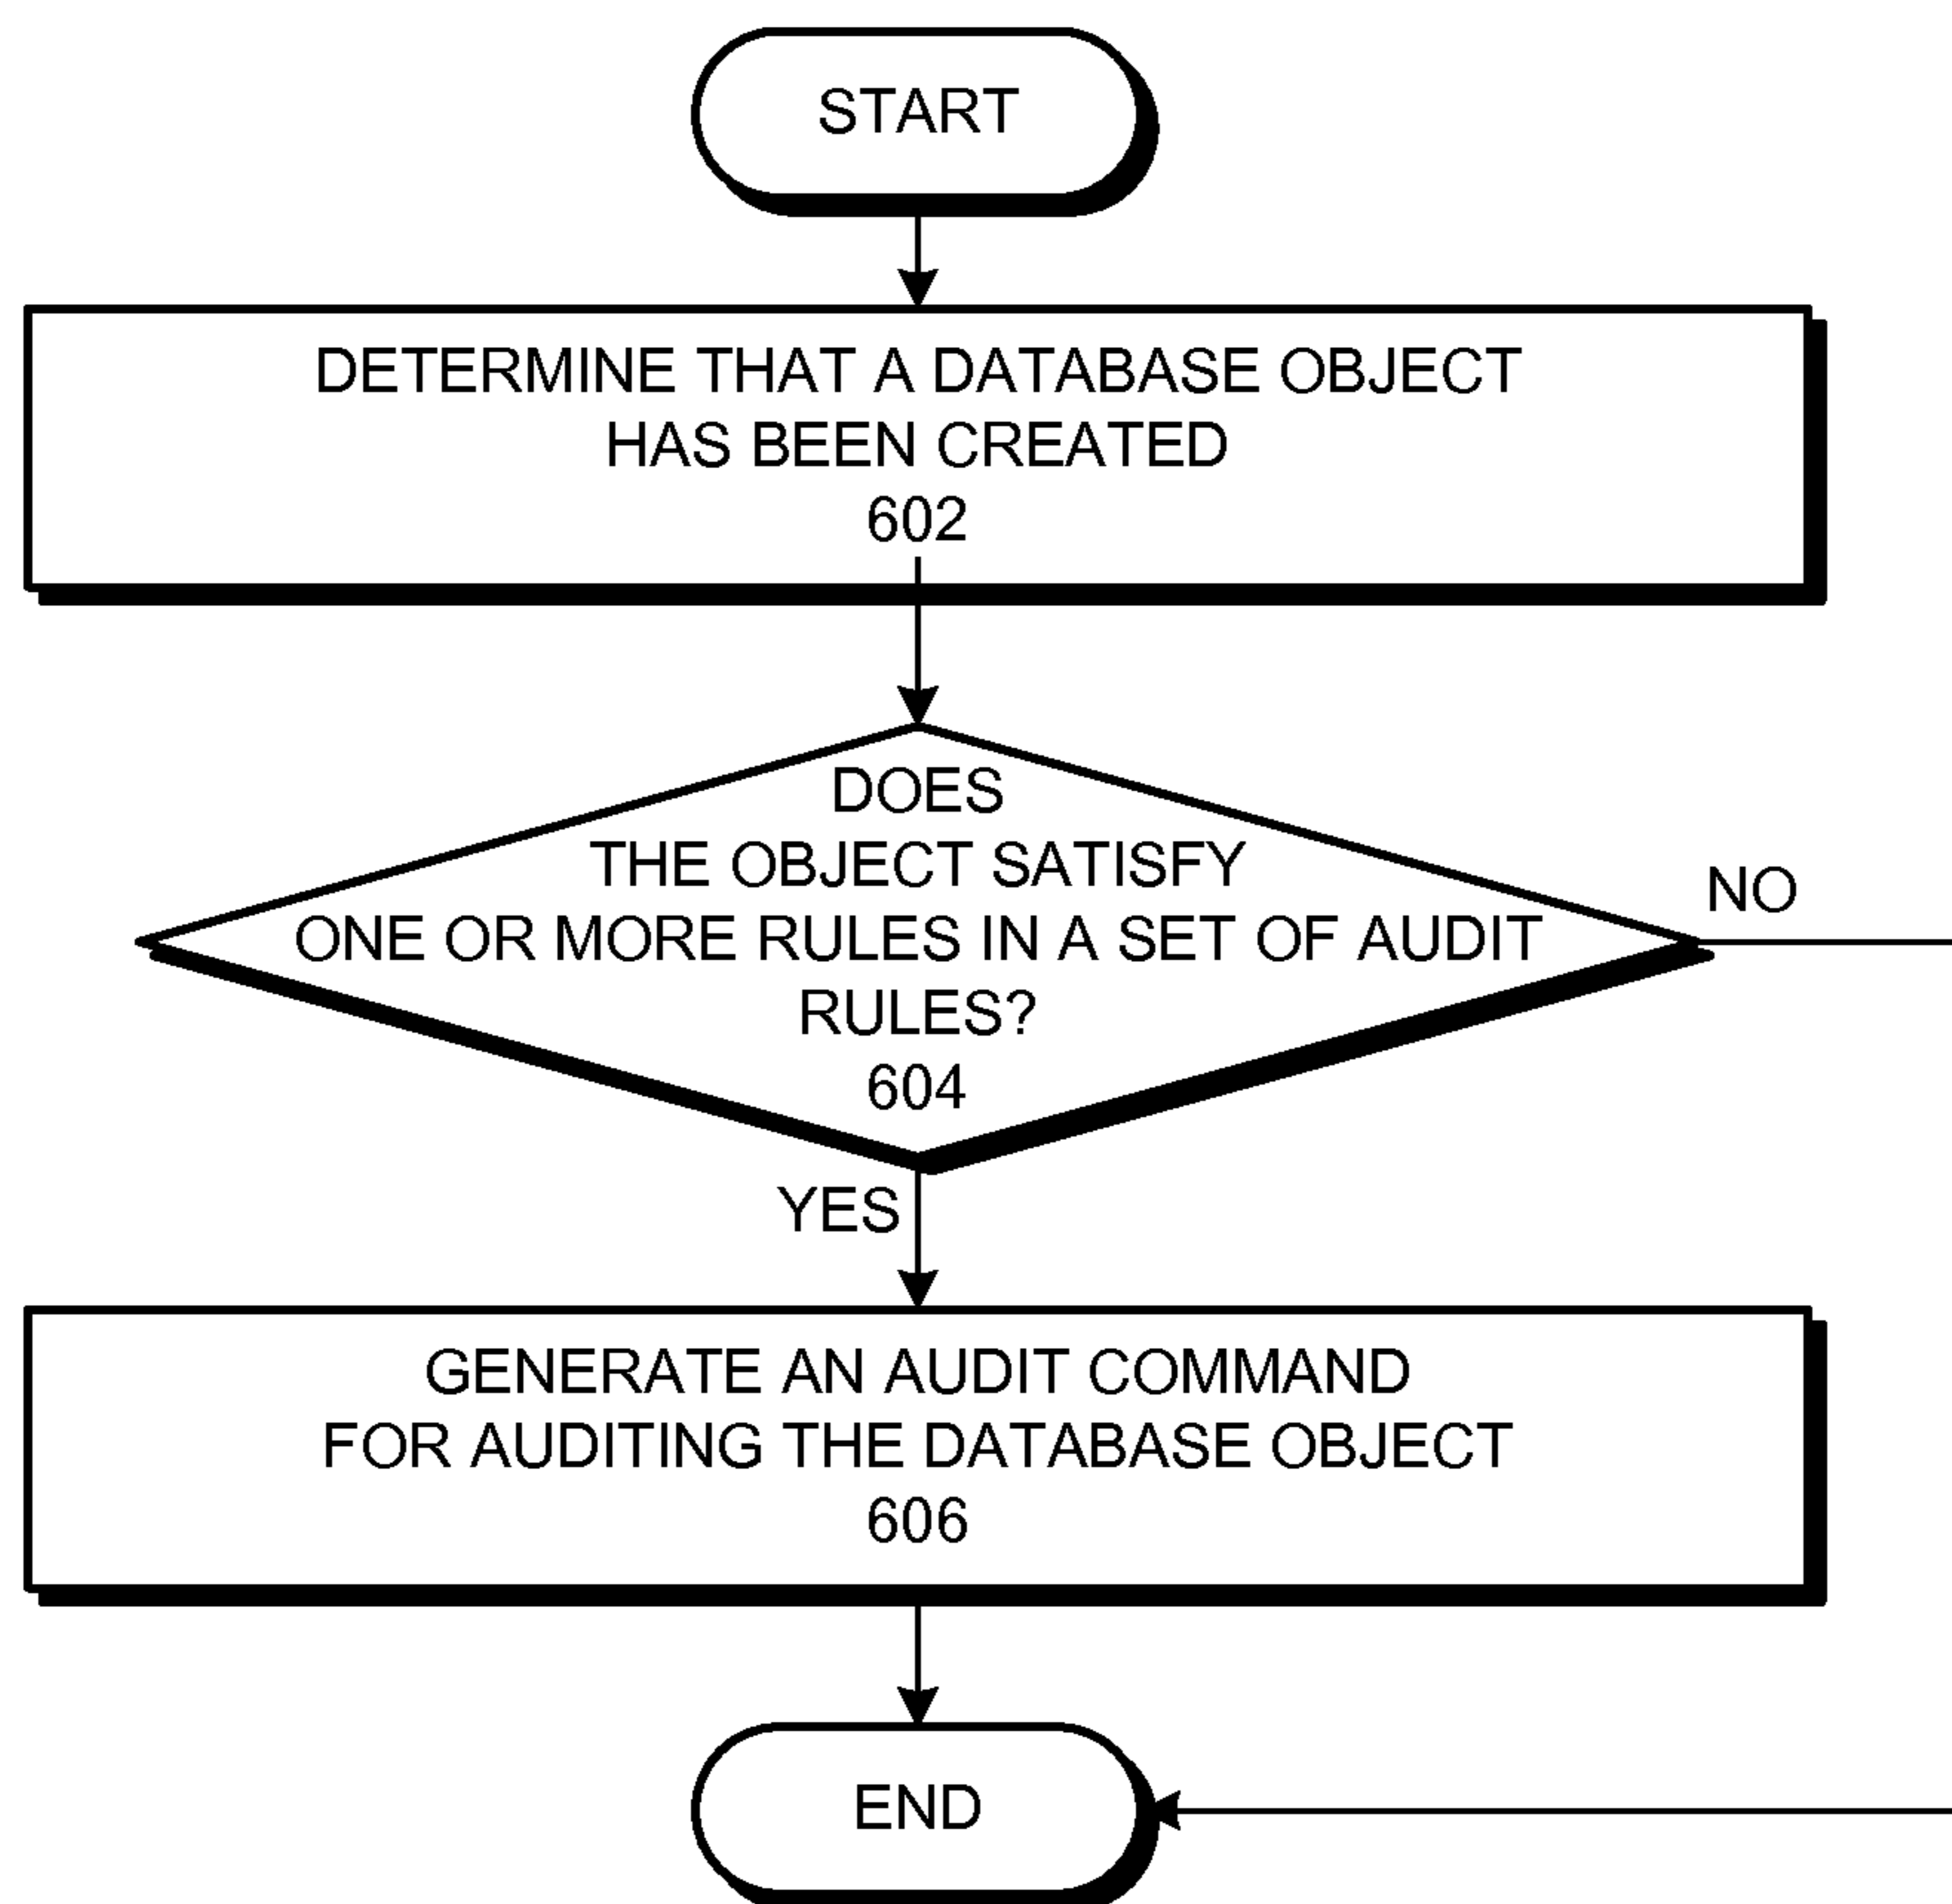 START
DETERMINE THAT A DATABASE OBJECT
HAS BEEN CREATED
602
DOES
THE OBJECT SATISFY
ONE OR MORE RULES IN A SET OF AUDIT
RULES?
604
NO
YES
GENERATE AN AUDIT COMMAND
FOR AUDITING THE DATABASE OBJECT
606
END